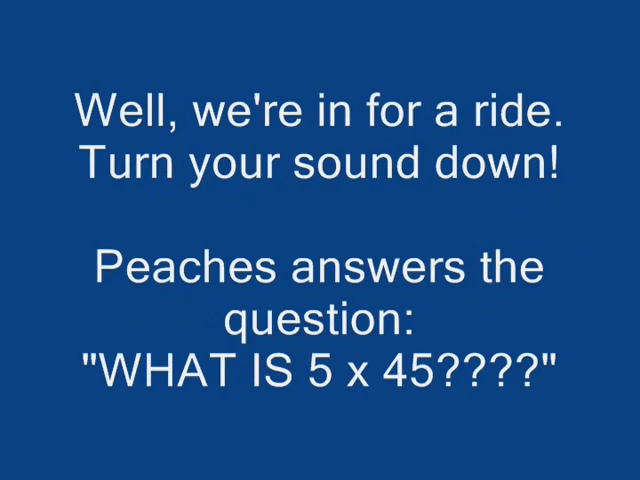 Well, we're in for a ride.
Turn your sound down!
Peaches answers the
question:
"WHAT IS 5 x 45????"